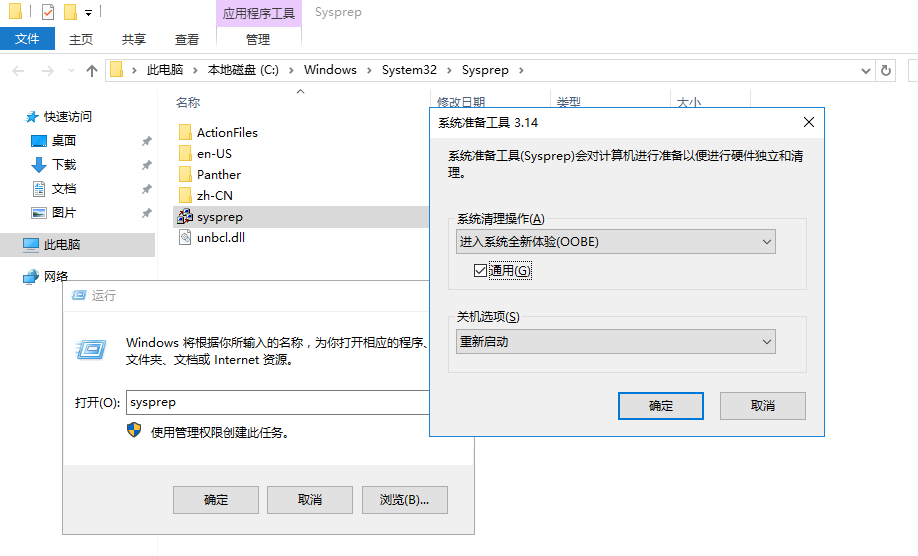 应用程序工具
Sysprep
文件
主页
共享
查看
管理
此电脑
本地磁盘 (C:)
Windows
System32
Sysprep
快速访问
桌面
下载
文档
图片
此电脑
网络
名称
修改日期
类型
大小
ActionFiles
en-US
Panther
zh-CN
sysprep
unbcl.dll
运行
Windows 将根据你所输入的名称，为你打开相应的程序、
文件夹、文档或 Internet 资源。
打开(O):
sysprep
使用管理权限创建此任务。
确定
取消
浏览(B)...
系统准备工具 3.14
系统准备工具(Sysprep)会对计算机进行准备以便进行硬件独立和清
理。
系统清理操作(A)
进入系统全新体验(OOBE)
通用(G)
关机选项(S)
重新启动
确定
取消